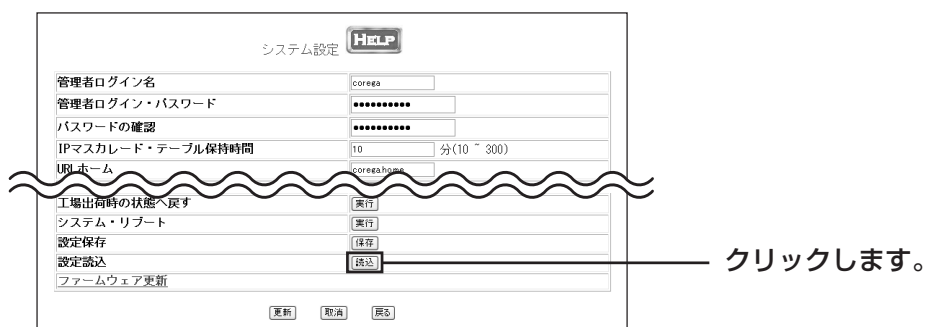 システム設定 HELP
管理者ログイン名 corega
管理者ログイン・パスワード ●●●●●●●●●●
パスワードの確認 ●●●●●●●●●●
IPマスカレード・テーブル保持時間 10 分(10 ~ 300)
URLホーム corega.home
工場出荷時の状態へ戻す 実行
システム・リブート 実行
設定保存 保存
設定読込 読込 クリックします。
ファームウェア更新
更新 取消 戻る